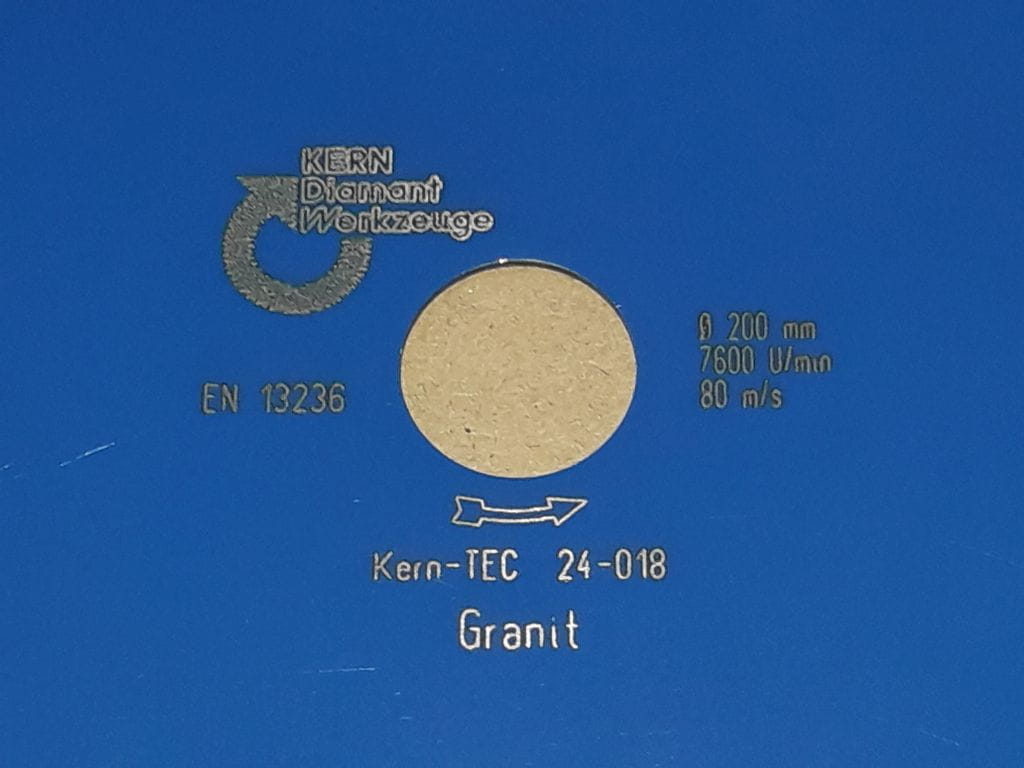 KERN
Diamant
Werkzeuge
EN 13236
Ø 200 mm
7600 U/min
80 m/s
Kern-TEC 24-018
Granit